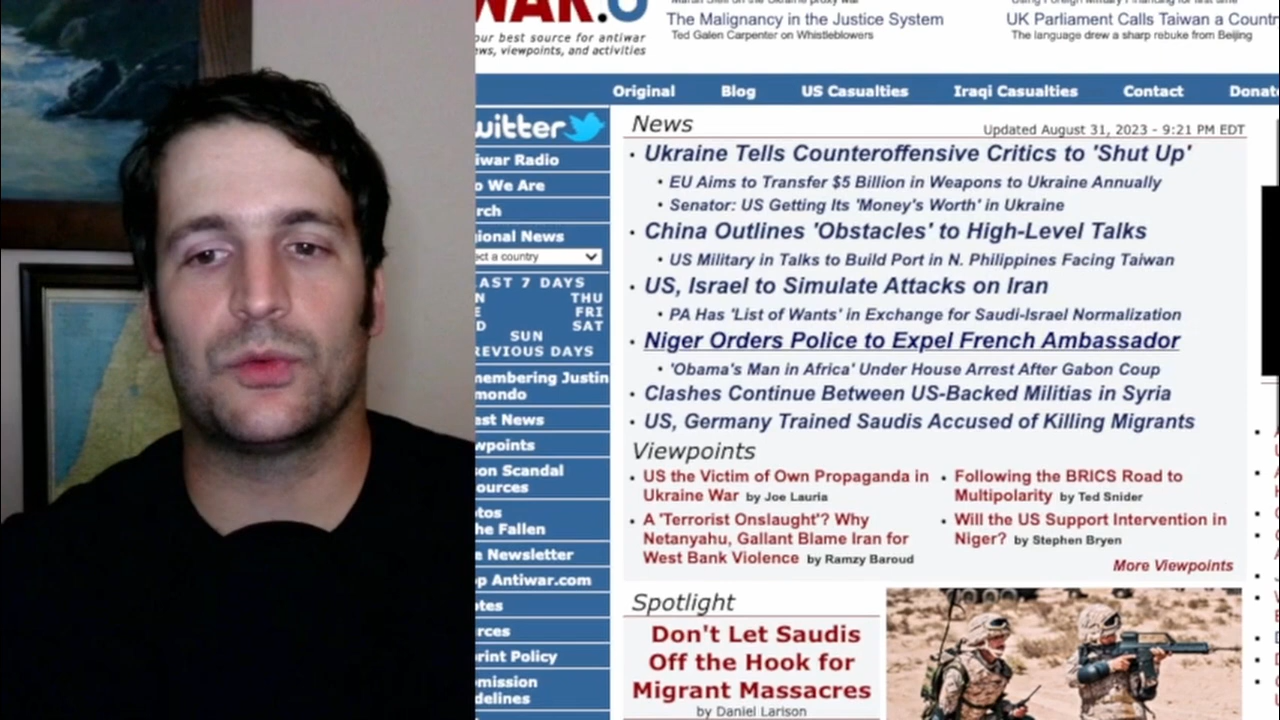 WAR.
The Malignancy in the Justice System
Ted Galen Carpenter on Whistleblowers
UK Parliament Calls Taiwan a Countr
The language drew a sharp rebuke from Beijing
our best source for antiwar
ews, viewpoints, and activities
Original Blog US Casualties Iraqi Casualties Contact Donate
witter
iwar Radio
o We Are
rch
gional News
ect a country
AST 7 DAYS
N THU
E FRI
D SAT
SUN
REVIOUS DAYS
membering Justin
mondo
est News
wpoints
son Scandal
ources
otos
he Fallen
e Newsletter
op Antiwar.com
otes
rces
print Policy
mission
delines
News
Updated August 31, 2023 - 9:21 PM EDT
• Ukraine Tells Counteroffensive Critics to 'Shut Up'
• EU Aims to Transfer $5 Billion in Weapons to Ukraine Annually
• Senator: US Getting Its 'Money's Worth' in Ukraine
• China Outlines 'Obstacles' to High-Level Talks
• US Military in Talks to Build Port in N. Philippines Facing Taiwan
• US, Israel to Simulate Attacks on Iran
• PA Has 'List of Wants' in Exchange for Saudi-Israel Normalization
• Niger Orders Police to Expel French Ambassador
• 'Obama's Man in Africa' Under House Arrest After Gabon Coup
• Clashes Continue Between US-Backed Militias in Syria
• US, Germany Trained Saudis Accused of Killing Migrants
Viewpoints
• US the Victim of Own Propaganda in
Ukraine War by Joe Lauria
• A 'Terrorist Onslaught'? Why
Netanyahu, Gallant Blame Iran for
West Bank Violence by Ramzy Baroud
• Following the BRICS Road to
Multipolarity by Ted Snider
• Will the US Support Intervention in
Niger? by Stephen Bryen
More Viewpoints
Spotlight
Don't Let Saudis
Off the Hook for
Migrant Massacres
by Daniel Larison